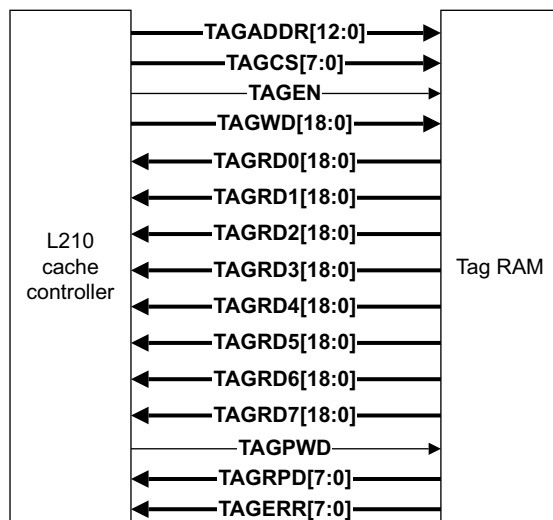 TAGADDR[12:0]
TAGCS[7:0]
TAGEN
TAGWD[18:0]
TAGRD0[18:0]
TAGRD1[18:0]
TAGRD2[18:0]
TAGRD3[18:0]
TAGRD4[18:0]
TAGRD5[18:0]
TAGRD6[18:0]
TAGRD7[18:0]
TAGPWD
TAGRPD[7:0]
TAGERR[7:0]
L210
cache
controller
Tag RAM